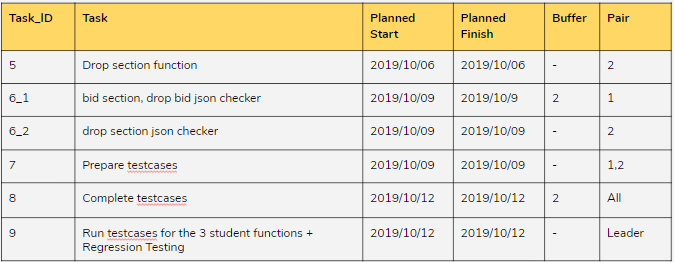 Task_ID Task Planned Start Planned Finish Buffer Pair
5 Drop section function 2019/10/06 2019/10/06 - 2
6_1 bid section, drop bid json checker 2019/10/09 2019/10/9 2 1
6_2 drop section json checker 2019/10/09 2019/10/09 - 2
7 Prepare testcases 2019/10/09 2019/10/09 - 1,2
8 Complete testcases 2019/10/12 2019/10/12 2 All
9 Run testcases for the 3 student functions + Regression Testing 2019/10/12 2019/10/12 - Leader